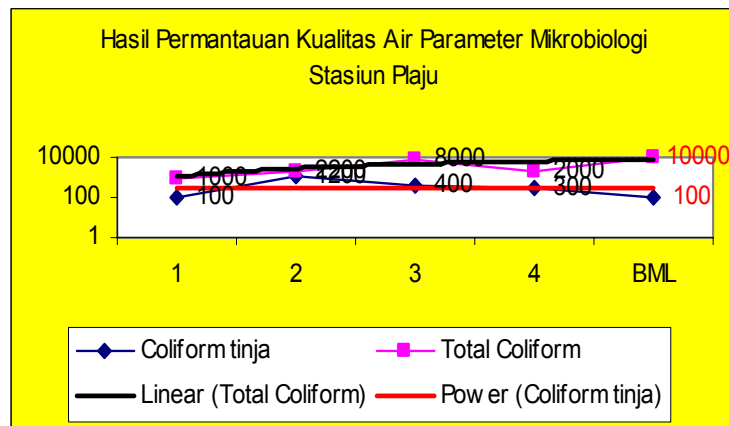 Hasil Permantauan Kualitas Air Parameter Mikrobiologi
Stasiun Plaju
10000
100
1
1000
8000
2000
10000
100
1200
400
300
100
1 2 3 4 BML
Coliform tinja Total Coliform
Linear (Total Coliform) Power (Coliform tinja)